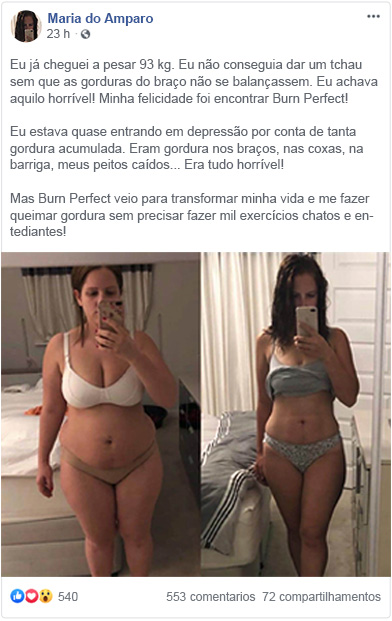 Maria do Amparo
23 h ·
Eu já cheguei a pesar 93 kg. Eu não conseguia dar um tchau
sem que as gorduras do braço não se balançassem. Eu achava
aquilo horrível! Minha felicidade foi encontrar Burn Perfect!
Eu estava quase entrando em depressão por conta de tanta
gordura acumulada. Eram gordura nos braços, nas coxas, na
barriga, meus peitos caídos... Era tudo horrível!
Mas Burn Perfect veio para transformar minha vida e me fazer
queimar gordura sem precisar fazer mil exercícios chatos e en-
tediantes!
540 553 comentários 72 compartilhamentos